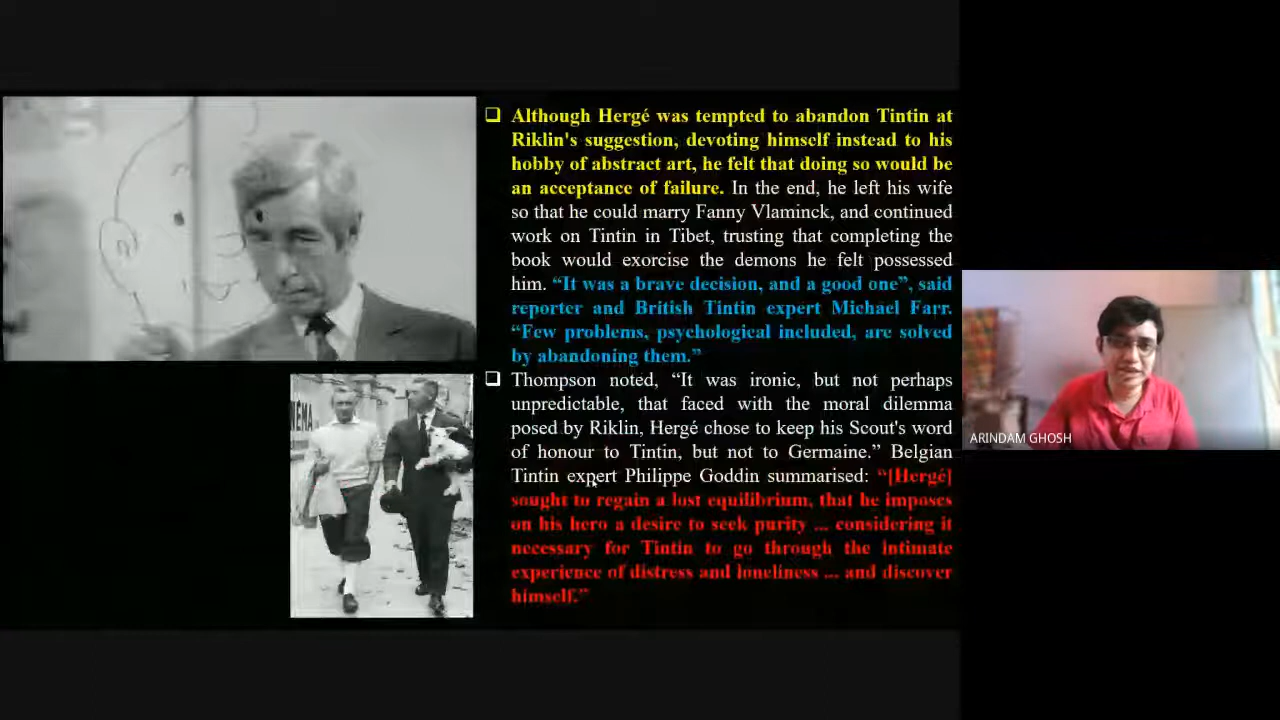 Although Hergé was tempted to abandon Tintin at
Riklin's suggestion, devoting himself instead to his
hobby of abstract art, he felt that doing so would be
an acceptance of failure. In the end, he left his wife
so that he could marry Fanny Vlaminck, and continued
work on Tintin in Tibet, trusting that completing the
book would exorcise the demons he felt possessed
him. “It was a brave decision, and a good one”, said
reporter and British Tintin expert Michael Farr.
“Few problems, psychological included, are solved
by abandoning them.”
Thompson noted, “It was ironic, but not perhaps
unpredictable, that faced with the moral dilemma
posed by Riklin, Hergé chose to keep his Scout's word
of honour to Tintin, but not to Germaine.” Belgian
Tintin expert Philippe Goddin summarised: “[Hergé]
sought to regain a lost equilibrium, that he imposes
on his hero a desire to seek purity ... considering it
necessary for Tintin to go through the intimate
experience of distress and loneliness ... and discover
himself.”
NÉMA
ARINDAM GHOSH